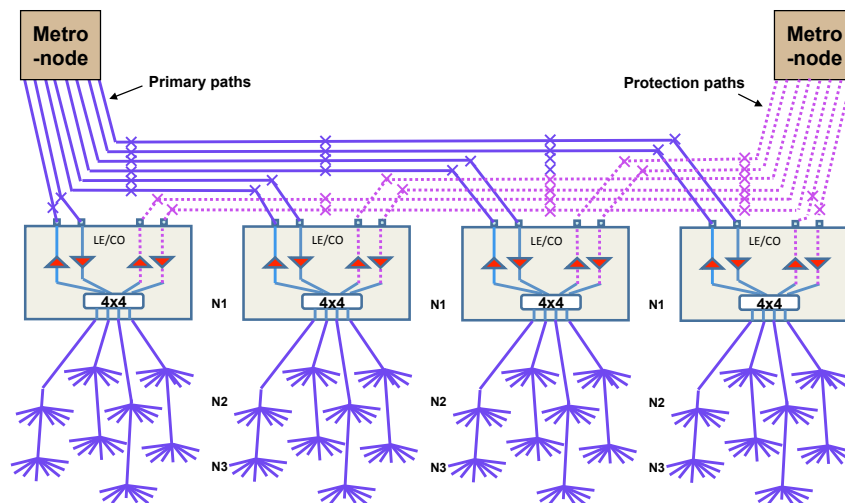 Metro
-node
Metro
-node
Primary paths
Protection paths
LE/CO
LE/CO
LE/CO
LE/CO
4x4
N1
4x4
N1
4x4
N1
4x4
N2
N2
N2
N3
N3
N3